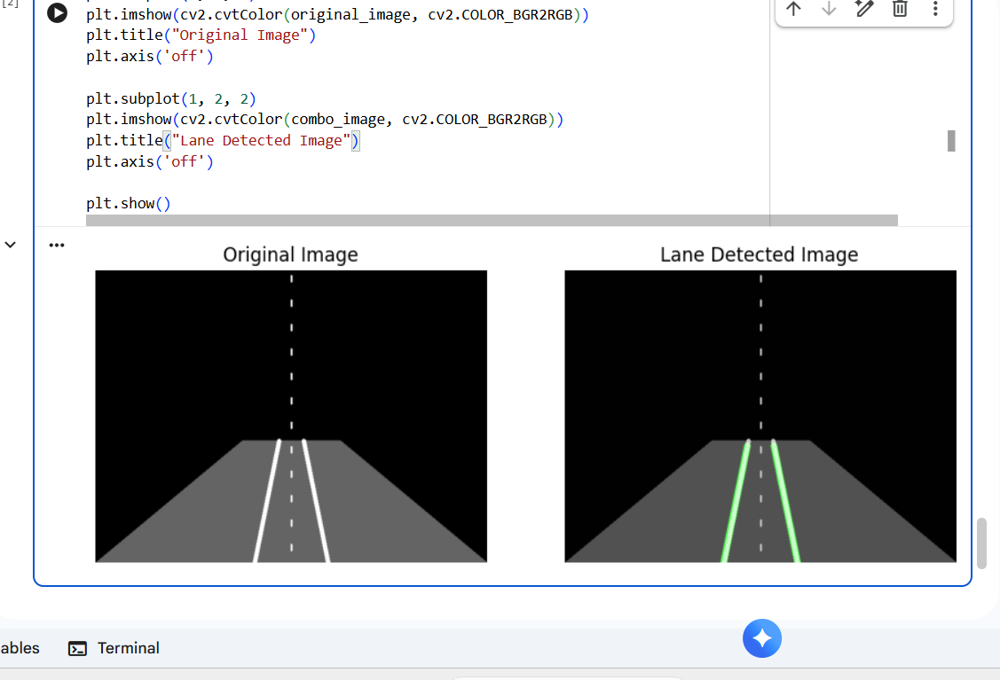 [2]
plt.imshow(cv2.cvtColor(original_image, cv2.COLOR_BGR2RGB))
plt.title("Original Image")
plt.axis('off')
plt.subplot(1, 2, 2)
plt.imshow(cv2.cvtColor(combo_image, cv2.COLOR_BGR2RGB))
plt.title("Lane Detected Image")
plt.axis('off')
plt.show()
Original Image
Lane Detected Image
ables
Terminal